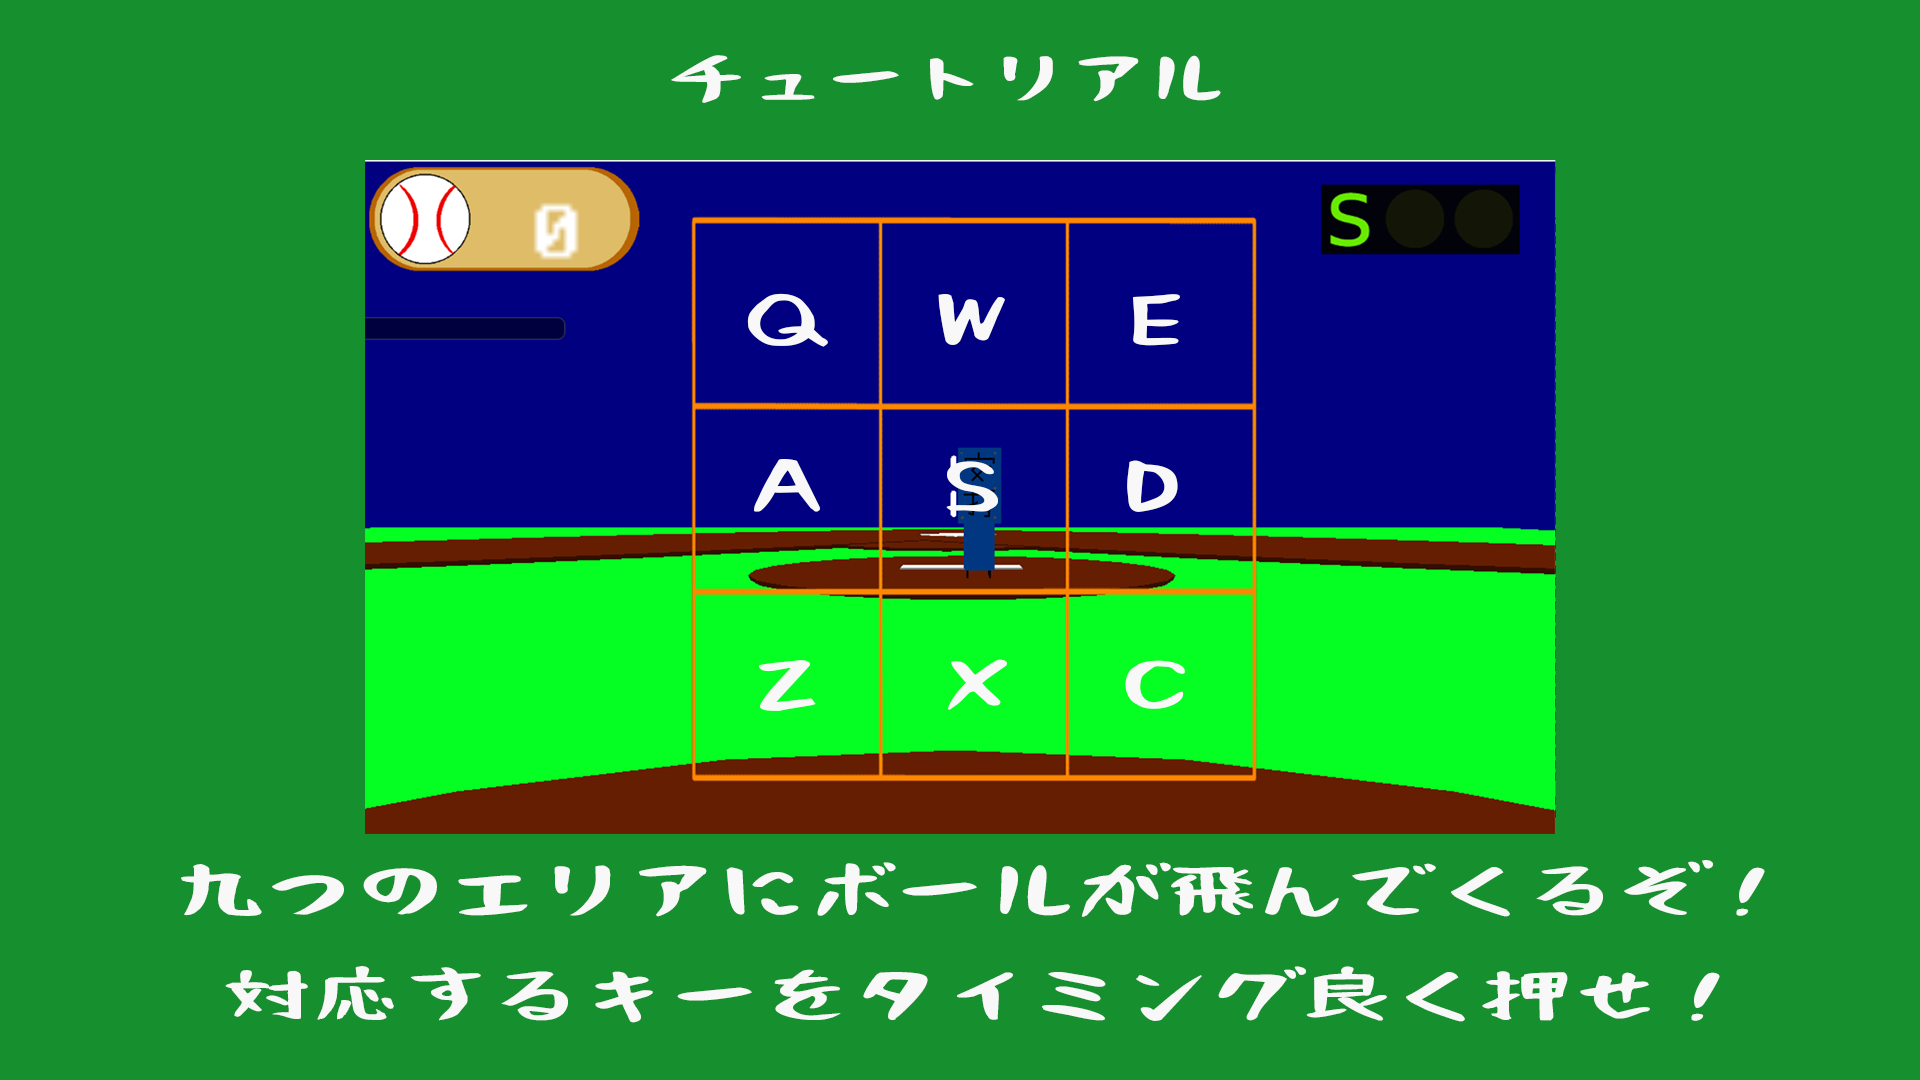 チュートリアル
0
S
Q W E
A S D
Z X C
九つのエリアにボールが飛んでくるぞ！
対応するキーをタイミング良く押せ！